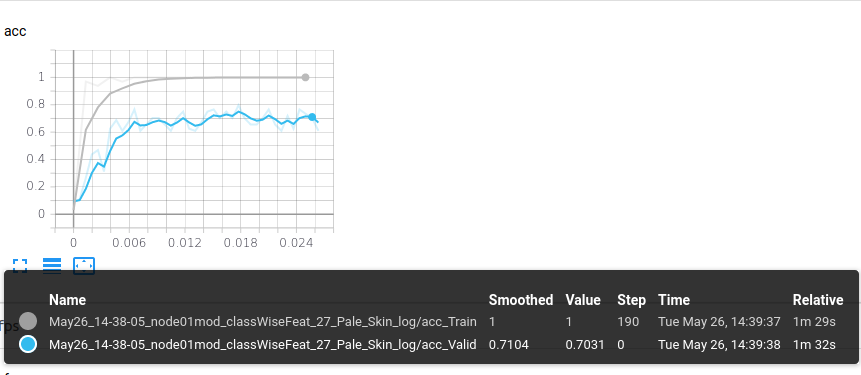 acc
1
0.8
0.6
0.4
0.2
0
0 0.006 0.012 0.018 0.024
Name Smoothed Value Step Time Relative
May26_14-38-05_node01mod_classWiseFeat_27_Pale_Skin_log/acc_Train 1 1 190 Tue May 26, 14:39:37 1m 29s
May26_14-38-05_node01mod_classWiseFeat_27_Pale_Skin_log/acc_Valid 0.7104 0.7031 0 Tue May 26, 14:39:38 1m 32s